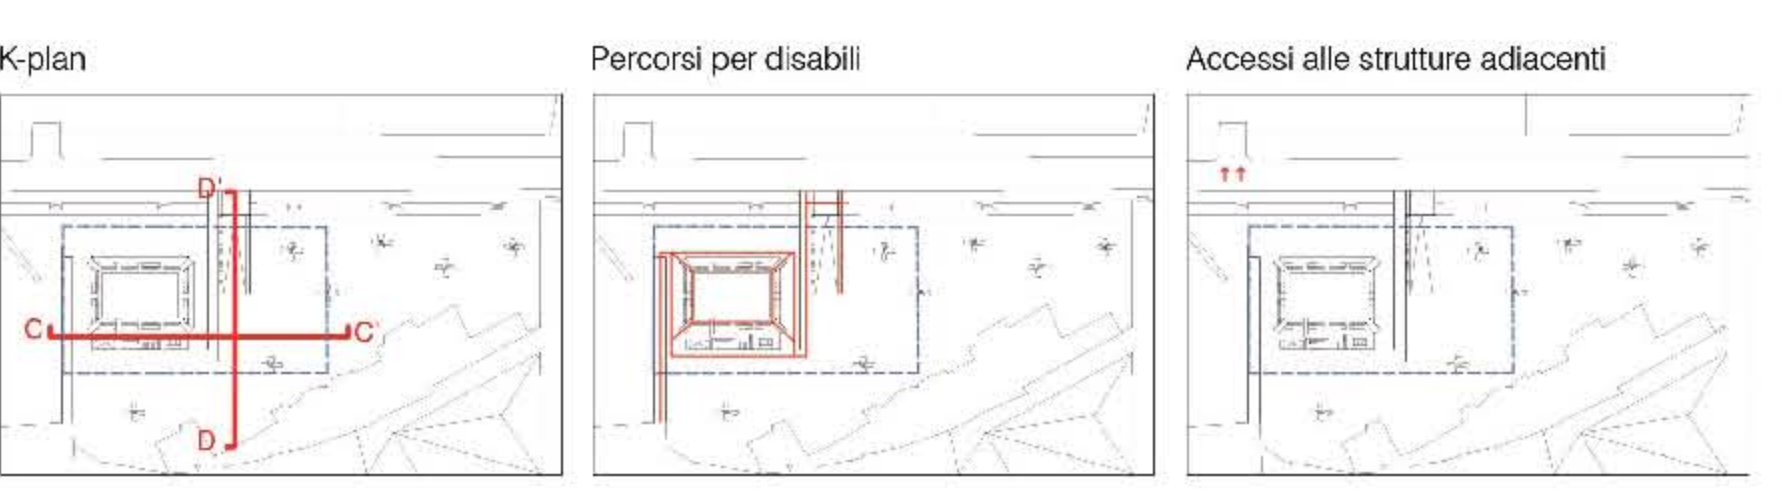 K-plan
Percorsi per disabili
Accessi alle strutture adiacenti
D'
C
C'
D